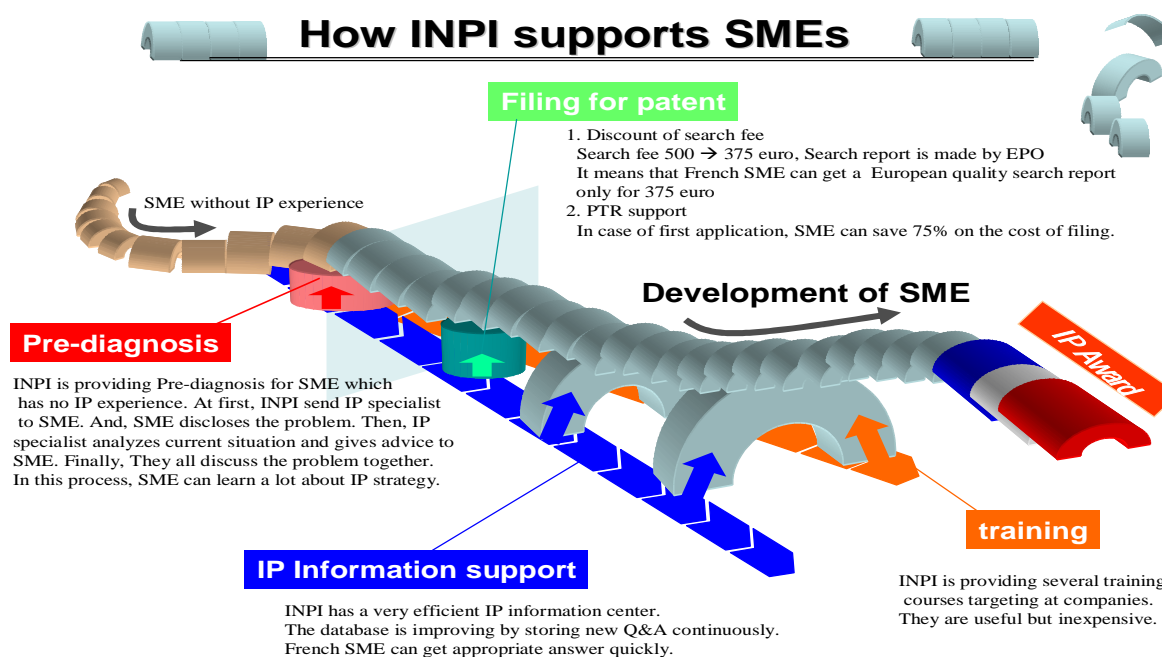 How INPI supports SMEs
Filing for patent
1. Discount of search fee
Search fee 500 → 375 euro, Search report is made by EPO
It means that French SME can get a European quality search report
only for 375 euro
2. PTR support
In case of first application, SME can save 75% on the cost of filing.
SME without IP experience
Development of SME
IP Award
Pre-diagnosis
INPI is providing Pre-diagnosis for SME which
has no IP experience. At first, INPI send IP specialist
to SME. And, SME discloses the problem. Then, IP
specialist analyzes current situation and gives advice to
SME. Finally, They all discuss the problem together.
In this process, SME can learn a lot about IP strategy.
training
INPI is providing several training
courses targeting at companies.
They are useful but inexpensive.
IP Information support
INPI has a very efficient IP information center.
The database is improving by storing new Q&A continuously.
French SME can get appropriate answer quickly.